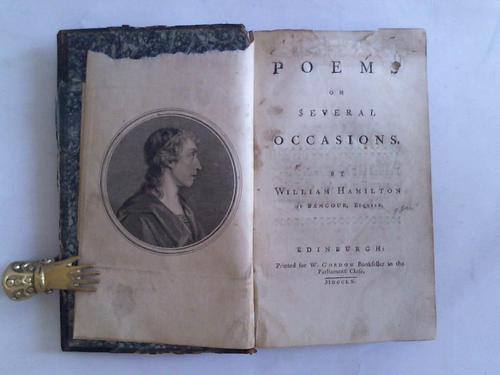 POEMS
ON
SEVERAL
OCCASIONS.
BY
WILLIAM HAMILTON
Of BANGOUR, Esquire.
EDINBURGH:
Printed for W. GORDON Bookseller in the
Parliament Close.
MDCCLX.